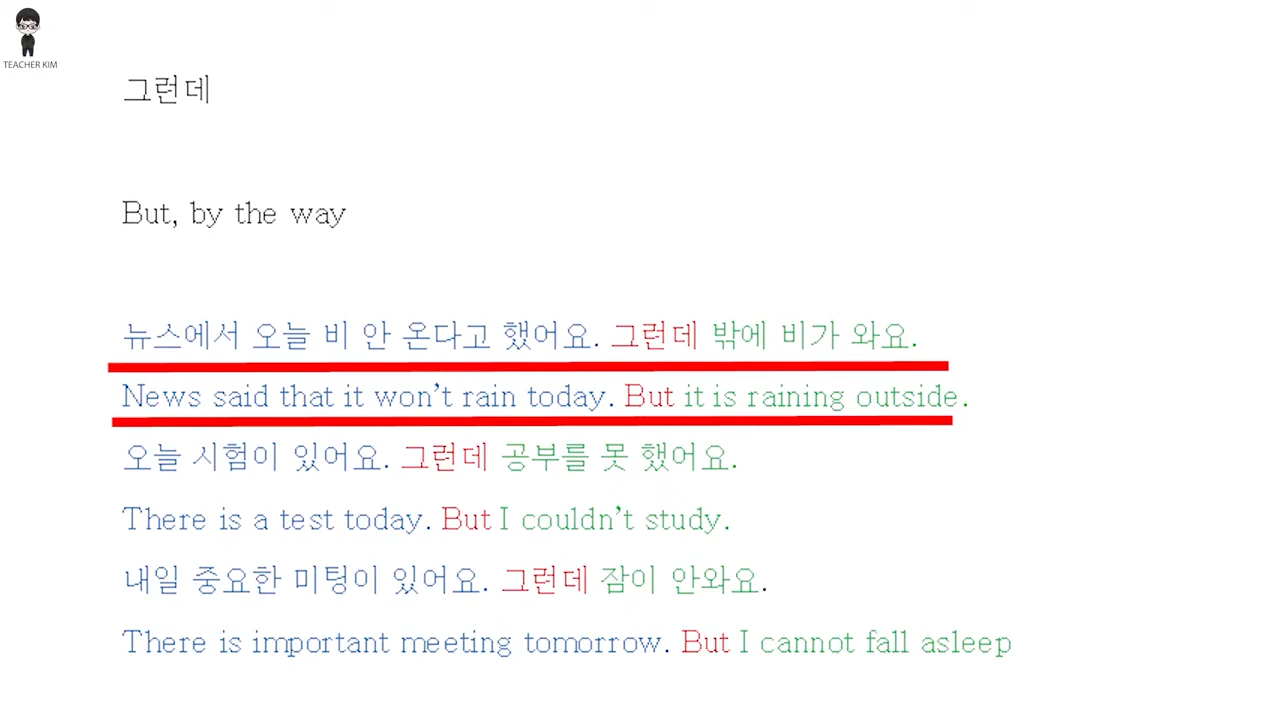 TEACHER KIM
그런데
But, by the way
뉴스에서 오늘 비 안 온다고 했어요. 그런데 밖에 비가 와요.
News said that it won't rain today. But it is raining outside.
오늘 시험이 있어요. 그런데 공부를 못 했어요.
There is a test today. But I couldn't study.
내일 중요한 미팅이 있어요. 그런데 잠이 안와요.
There is important meeting tomorrow. But I cannot fall asleep